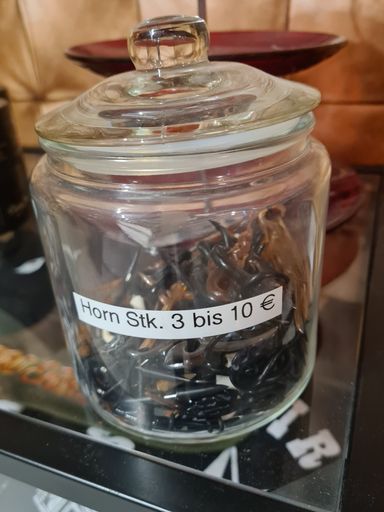 Horn Stk. 3 bis 10 €
R